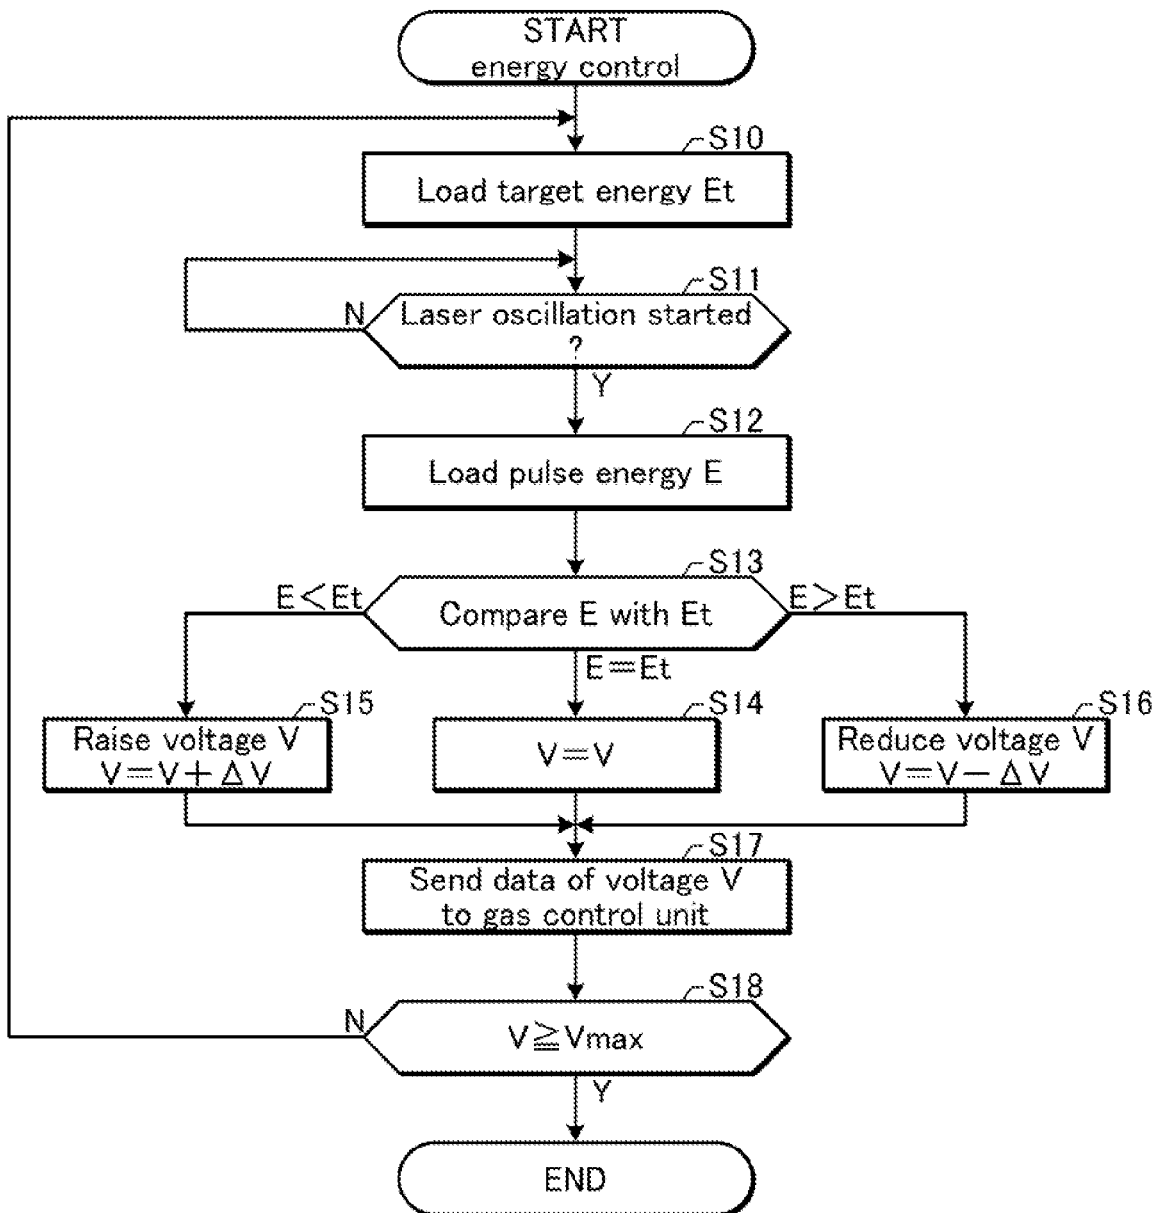 START
energy control
S10
Load target energy Et
S11
N
Laser oscillation started
?
Y
S12
Load pulse energy E
S13
E<Et
Compare E with Et
E>Et
E=Et
S15
Raise voltage V
V=V+ΔV
S14
V=V
S16
Reduce voltage V
V=V-ΔV
S17
Send data of voltage V
to gas control unit
S18
N
V≧Vmax
Y
END